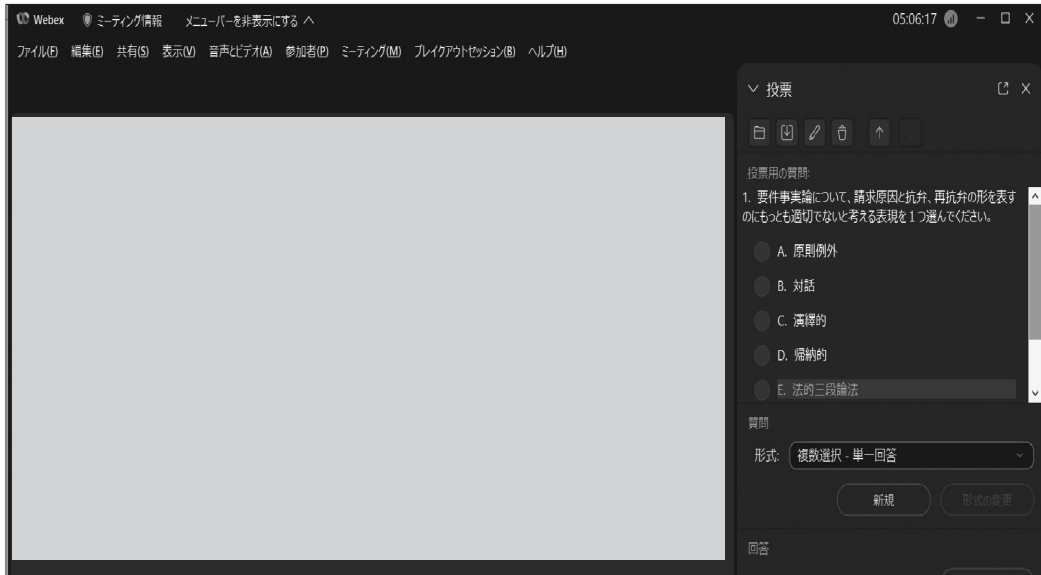 Webex ミーティング情報 メニューバーを非表示にする 05:06:17
ファイル(F) 編集(E) 共有(S) 表示(V) 音声とビデオ(A) 参加者(P) ミーティング(M) ブレイクアウトセッション(B) ヘルプ(H)
投票
投票用の質問:
1. 要件事実論について、請求原因と抗弁、再抗弁の形を表す
のにもっとも適切でないと考える表現を1つ選んでください。
A. 原則例外
B. 対話
C. 演繹的
D. 帰納的
E. 法的三段論法
質問
形式: 複数選択 - 単一回答
新規 形式の変更
回答